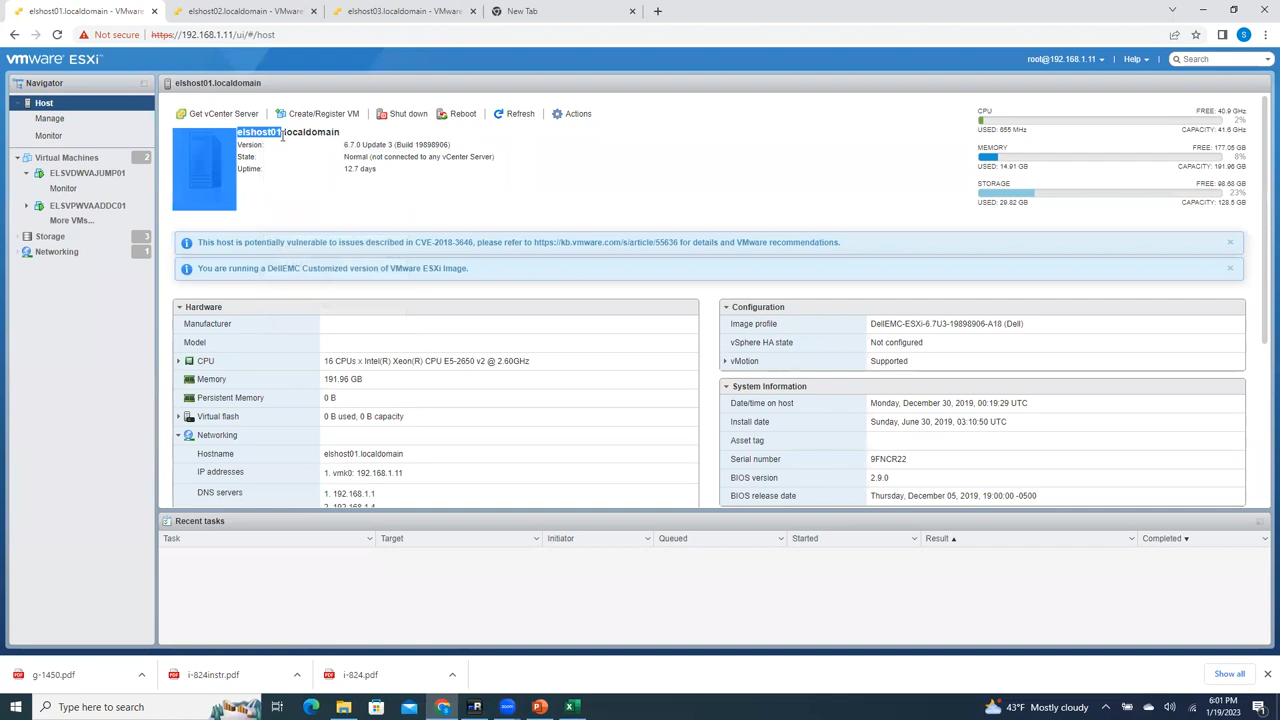 elshost01.localdomain - VMware
elshost02.localdomain - VMware
elshost03.localdomain - VMware
New Tab
Not secure
https://192.168.1.11/ui/#/host
S
vmware ESXi
root@192.168.1.11
Help
Search
Navigator
elshost01.localdomain
Host
Manage
Monitor
Virtual Machines 2
ELSVDWVAJUMP01
Monitor
ELSVPWVAADDC01
More VMs...
Storage 3
Networking 1
Get vCenter Server
Create/Register VM
Shut down
Reboot
Refresh
Actions
elshost01.localdomain
Version: 6.7.0 Update 3 (Build 19898906)
State: Normal (not connected to any vCenter Server)
Uptime: 12.7 days
CPU FREE: 40.9 GHz
2%
USED: 655 MHz CAPACITY: 41.6 GHz
MEMORY FREE: 177.05 GB
8%
USED: 14.91 GB CAPACITY: 191.96 GB
STORAGE FREE: 98.68 GB
23%
USED: 29.82 GB CAPACITY: 128.5 GB
This host is potentially vulnerable to issues described in CVE-2018-3646, please refer to https://kb.vmware.com/s/article/55636 for details and VMware recommendations.
You are running a DellEMC Customized version of VMware ESXi Image.
Hardware
Manufacturer
Model
CPU 16 CPUs x Intel(R) Xeon(R) CPU E5-2650 v2 @ 2.60GHz
Memory 191.96 GB
Persistent Memory 0 B
Virtual flash 0 B used, 0 B capacity
Networking
Hostname elshost01.localdomain
IP addresses 1. vmk0: 192.168.1.11
DNS servers 1. 192.168.1.1
2. 192.168.1.4
Configuration
Image profile DellEMC-ESXi-6.7U3-19898906-A18 (Dell)
vSphere HA state Not configured
vMotion Supported
System Information
Date/time on host Monday, December 30, 2019, 00:19:29 UTC
Install date Sunday, June 30, 2019, 03:10:50 UTC
Asset tag
Serial number 9FNCR22
BIOS version 2.9.0
BIOS release date Thursday, December 05, 2019, 19:00:00 -0500
Recent tasks
Task Target Initiator Queued Started Result Completed
g-1450.pdf
i-824instr.pdf
i-824.pdf
Show all
Type here to search
43°F Mostly cloudy
6:01 PM
1/19/2023